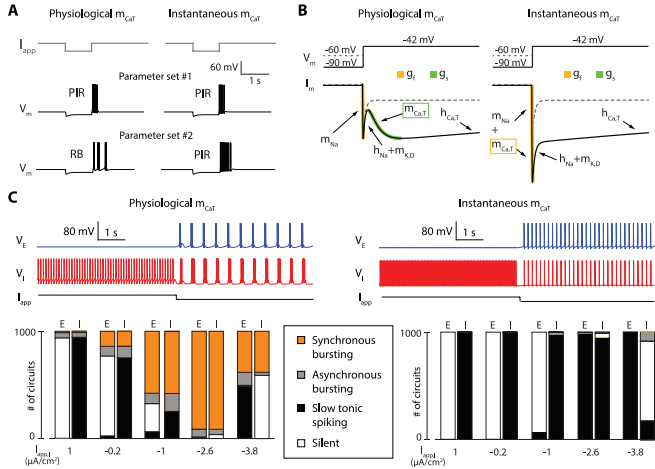 A
Physiological mCaT
Instantaneous mCaT
Iapp
60 mV
1 s
Parameter set #1
PIR
PIR
Vm
Parameter set #2
RB
PIR
Vm
B
Physiological mCaT
Instantaneous mCaT
-42 mV
-42 mV
-60 mV
-60 mV
Vm
-90 mV
-90 mV
Im
gf
gs
gf
gs
mCa,T
hCa,T
hCa,T
mNa
mNa
+
mCa,T
hNa+mK,D
hNa+mK,D
C
Physiological mCaT
Instantaneous mCaT
80 mV
1 s
80 mV
1 s
VE
VE
VI
VI
Iapp
Iapp
E I E I E I E I E I
E I E I E I E I E I
1000
1000
# of circuits
# of circuits
0
0
Synchronous
bursting
Asynchronous
bursting
Slow tonic
spiking
Silent
Iapp,I
(µA/cm²)
1 -0.2 -1 -2.6 -3.8
Iapp,I
(µA/cm²)
1 -0.2 -1 -2.6 -3.8